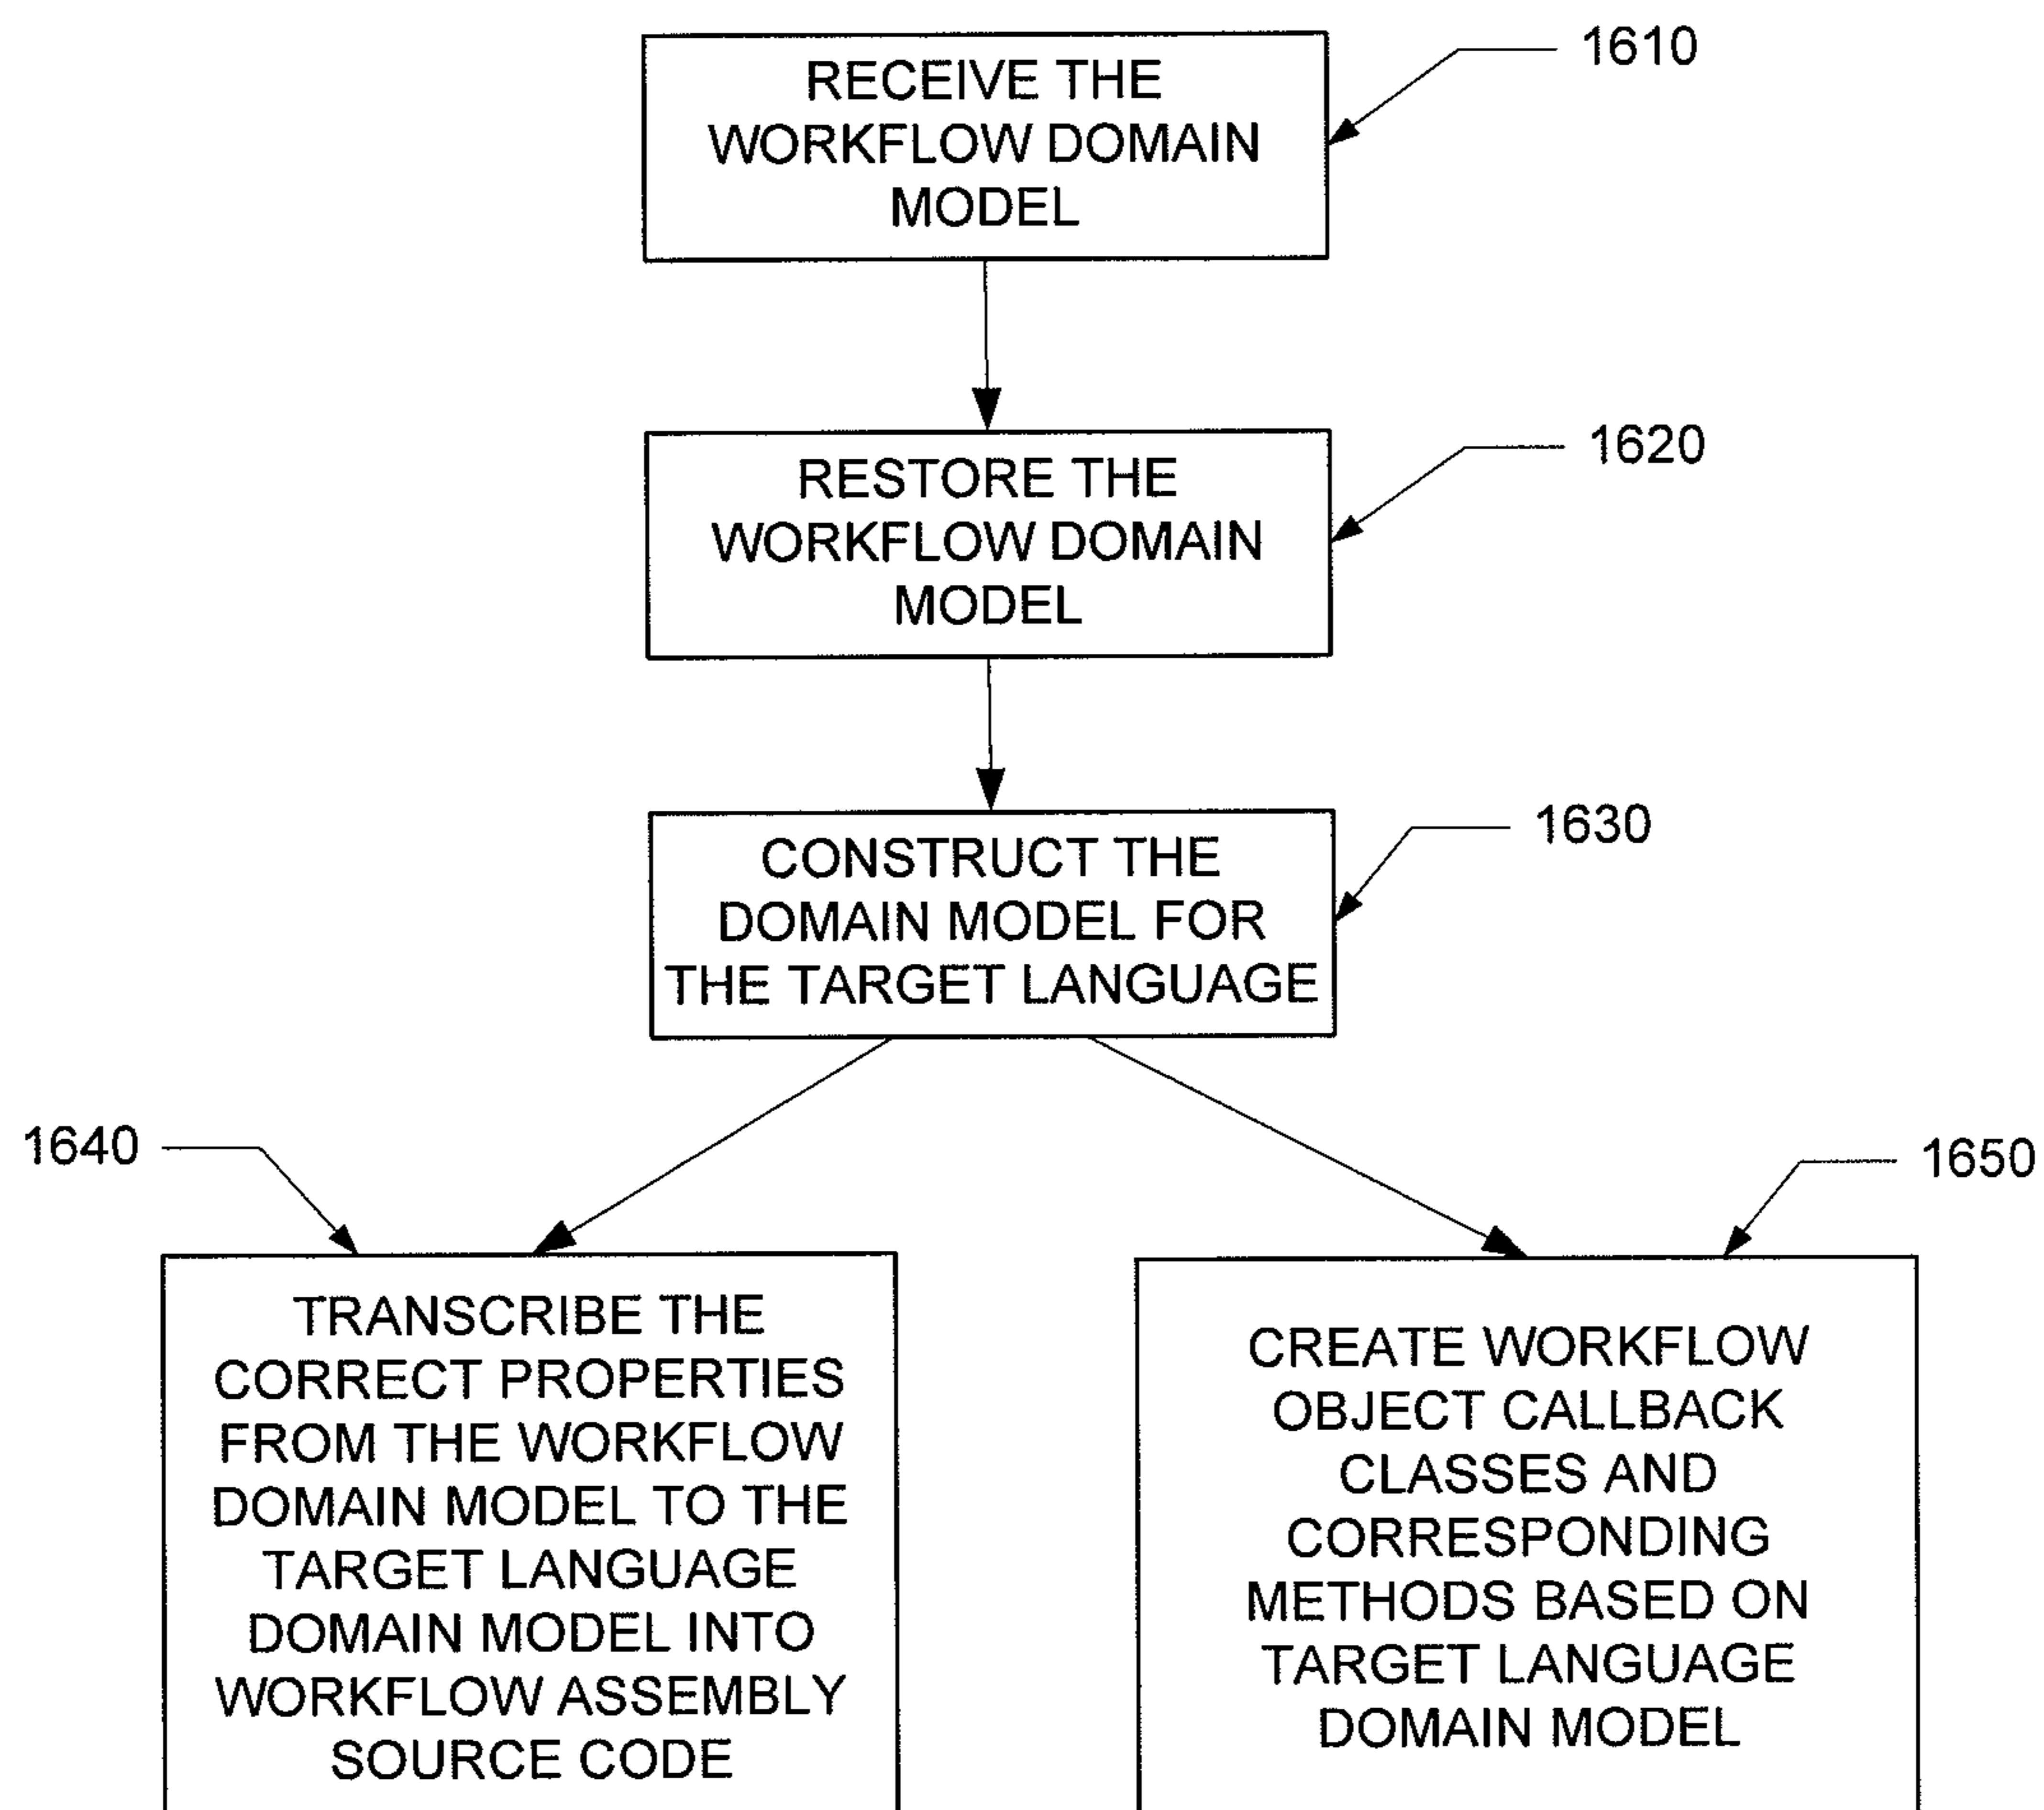 RECEIVE THE
WORKFLOW DOMAIN
MODEL
1610
RESTORE THE
WORKFLOW DOMAIN
MODEL
1620
CONSTRUCT THE
DOMAIN MODEL FOR
THE TARGET LANGUAGE
1630
1640
TRANSCRIBE THE
CORRECT PROPERTIES
FROM THE WORKFLOW
DOMAIN MODEL TO THE
TARGET LANGUAGE
DOMAIN MODEL INTO
WORKFLOW ASSEMBLY
SOURCE CODE
1650
CREATE WORKFLOW
OBJECT CALLBACK
CLASSES AND
CORRESPONDING
METHODS BASED ON
TARGET LANGUAGE
DOMAIN MODEL